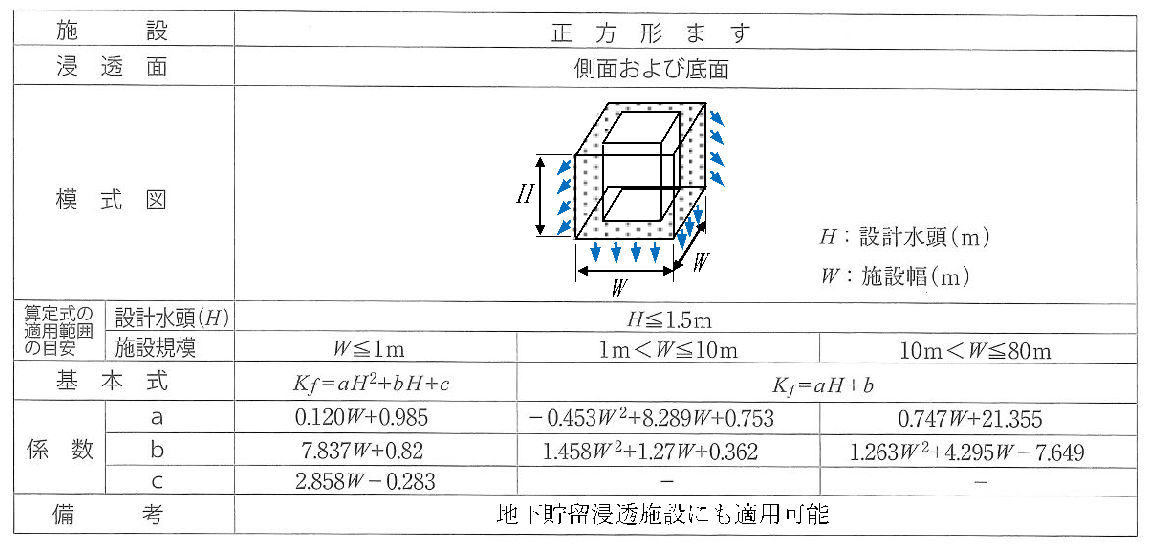 施設 正方形ます
浸透面 側面および底面
模式図
H
W
W
H：設計水頭(m)
W：施設幅(m)
算定式の適用範囲の目安 設計水頭(H) H≦1.5m
施設規模 W≦1m 1m<W≦10m 10m<W≦80m
基本式 Kf=aH²+bH+c Kf=aH+b
係数 a 0.120W+0.985 −0.453W²+8.289W+0.753 0.747W+21.355
b 7.837W+0.82 1.458W²+1.27W+0.362 1.263W²+4.295W−7.649
c 2.858W−0.283 − −
備考 地下貯留浸透施設にも適用可能